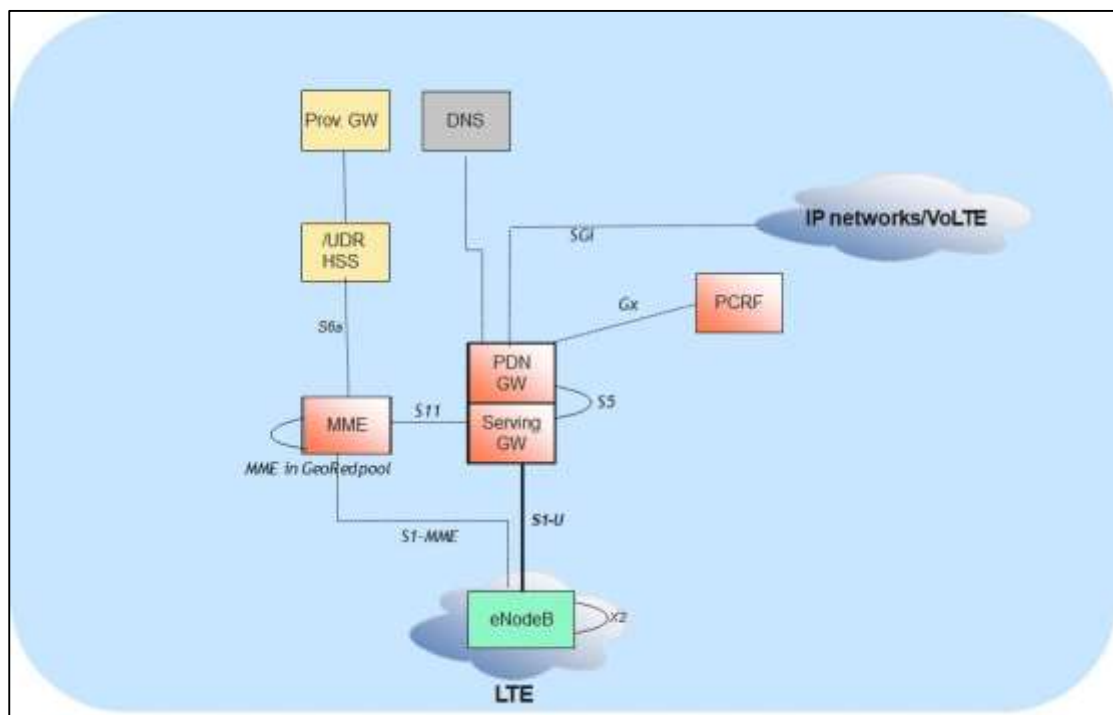 Prov. GW
DNS
IP networks/VoLTE
SGi
/UDR
HSS
PCRF
Gx
S6a
PDN
GW
S5
S11
MME
Serving
GW
MME in GeoRedpool
S1-U
S1-MME
eNodeB
X2
LTE